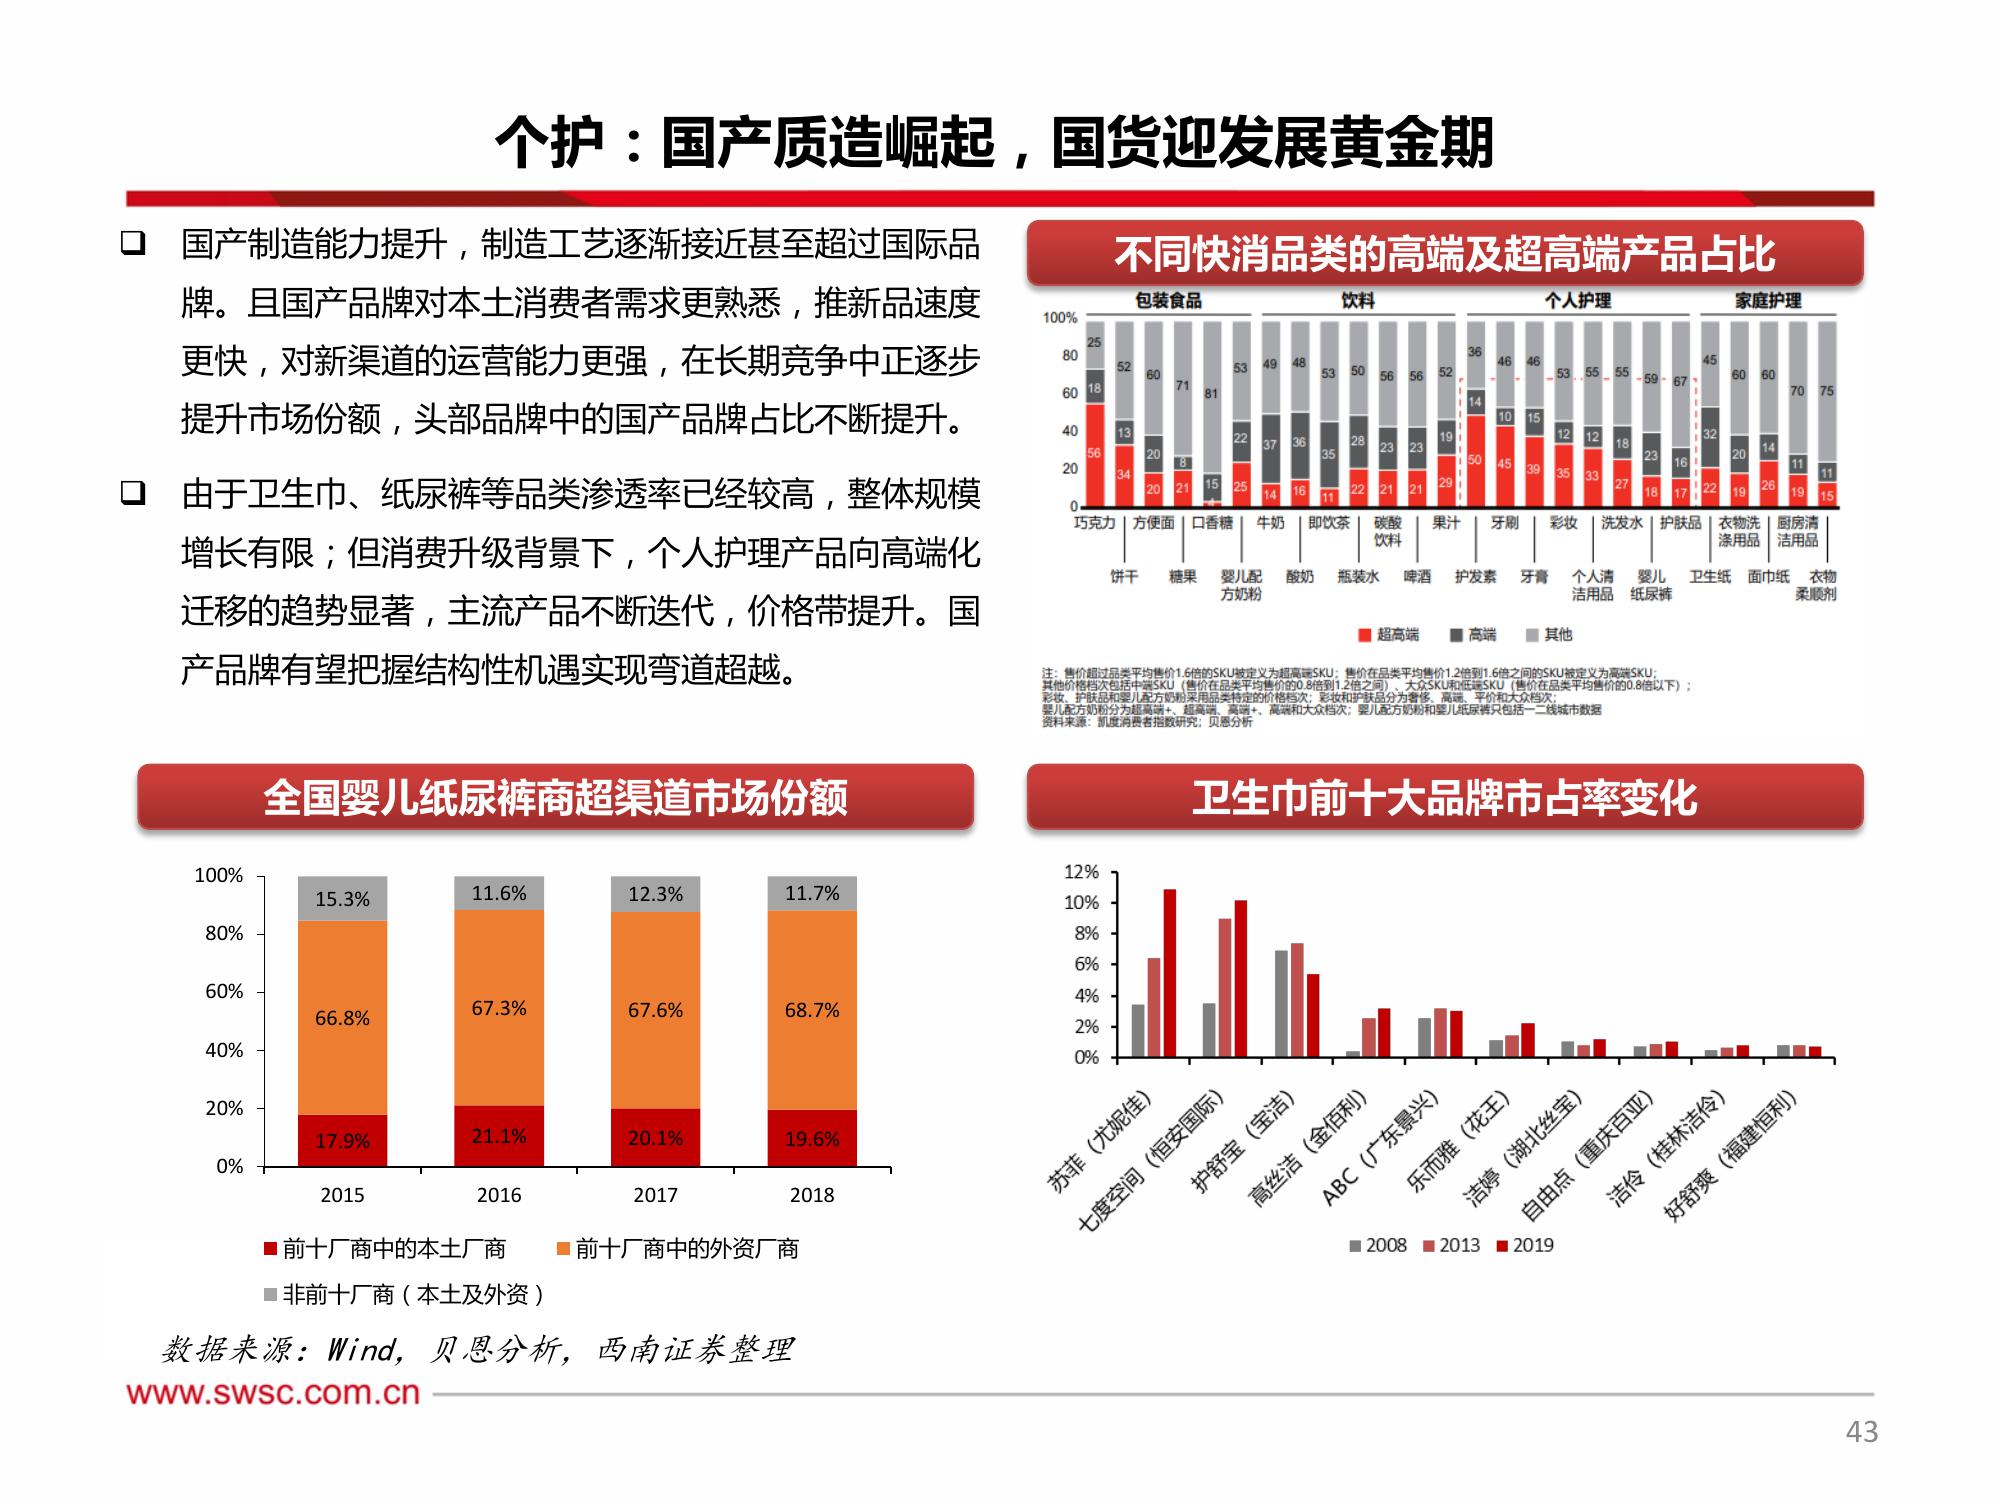 个护：国产质造崛起，国货迎发展黄金期
❑ 国产制造能力提升，制造工艺逐渐接近甚至超过国际品
牌。且国产品牌对本土消费者需求更熟悉，推新品速度
更快，对新渠道的运营能力更强，在长期竞争中正逐步
提升市场份额，头部品牌中的国产品牌占比不断提升。
❑ 由于卫生巾、纸尿裤等品类渗透率已经较高，整体规模
增长有限；但消费升级背景下，个人护理产品向高端化
迁移的趋势显著，主流产品不断迭代，价格带提升。国
产品牌有望把握结构性机遇实现弯道超越。
不同快消品类的高端及超高端产品占比
包装食品 饮料 个人护理 家庭护理
100%
80
60
40
20
0
25 52 60 71 81 53 49 48 53 50 56 56 52 36 46 46 53 55 55 59 67 45 60 60 70 75
18 13 20 8 15 22 37 36 35 28 23 23 19 14 10 15 12 12 18 23 16 32 20 14 11 11
56 34 20 21 4 25 14 16 11 22 21 21 29 50 45 39 35 33 27 18 17 22 19 26 19 15
巧克力 方便面 口香糖 牛奶 即饮茶 碳酸 果汁 牙刷 彩妆 洗发水 护肤品 衣物洗 厨房清
饮料 涤用品 洁用品
饼干 糖果 婴儿配 酸奶 瓶装水 啤酒 护发素 牙膏 个人清 婴儿 卫生纸 面巾纸 衣物
方奶粉 洁用品 纸尿裤 柔顺剂
超高端 高端 其他
注：售价超过品类平均售价1.6倍的SKU被定义为超高端SKU；售价在品类平均售价1.2倍到1.6倍之间的SKU被定义为高端SKU；
其他价格档次包括中端SKU（售价在品类平均售价的0.8倍到1.2倍之间）、大众SKU和低端SKU（售价在品类平均售价的0.8倍以下）；
彩妆、护肤品和婴儿配方奶粉采用品类特定的价格档次；彩妆和护肤品分为奢侈、高端、平价和大众档次；
婴儿配方奶粉分为超高端+、超高端、高端+、高端和大众档次；婴儿配方奶粉和婴儿纸尿裤只包括一二线城市数据
资料来源：凯度消费者指数研究；贝恩分析
全国婴儿纸尿裤商超渠道市场份额
100%
80%
60%
40%
20%
0%
15.3% 11.6% 12.3% 11.7%
66.8% 67.3% 67.6% 68.7%
17.9% 21.1% 20.1% 19.6%
2015 2016 2017 2018
前十厂商中的本土厂商 前十厂商中的外资厂商
非前十厂商（本土及外资）
卫生巾前十大品牌市占率变化
12%
10%
8%
6%
4%
2%
0%
苏菲（尤妮佳）
七度空间（恒安国际）
护舒宝（宝洁）
高丝洁（金佰利）
ABC（广东景兴）
乐而雅（花王）
洁婷（湖北丝宝）
自由点（重庆百亚）
洁伶（桂林洁伶）
好舒爽（福建恒利）
2008 2013 2019
数据来源：Wind，贝恩分析，西南证券整理
www.swsc.com.cn
43